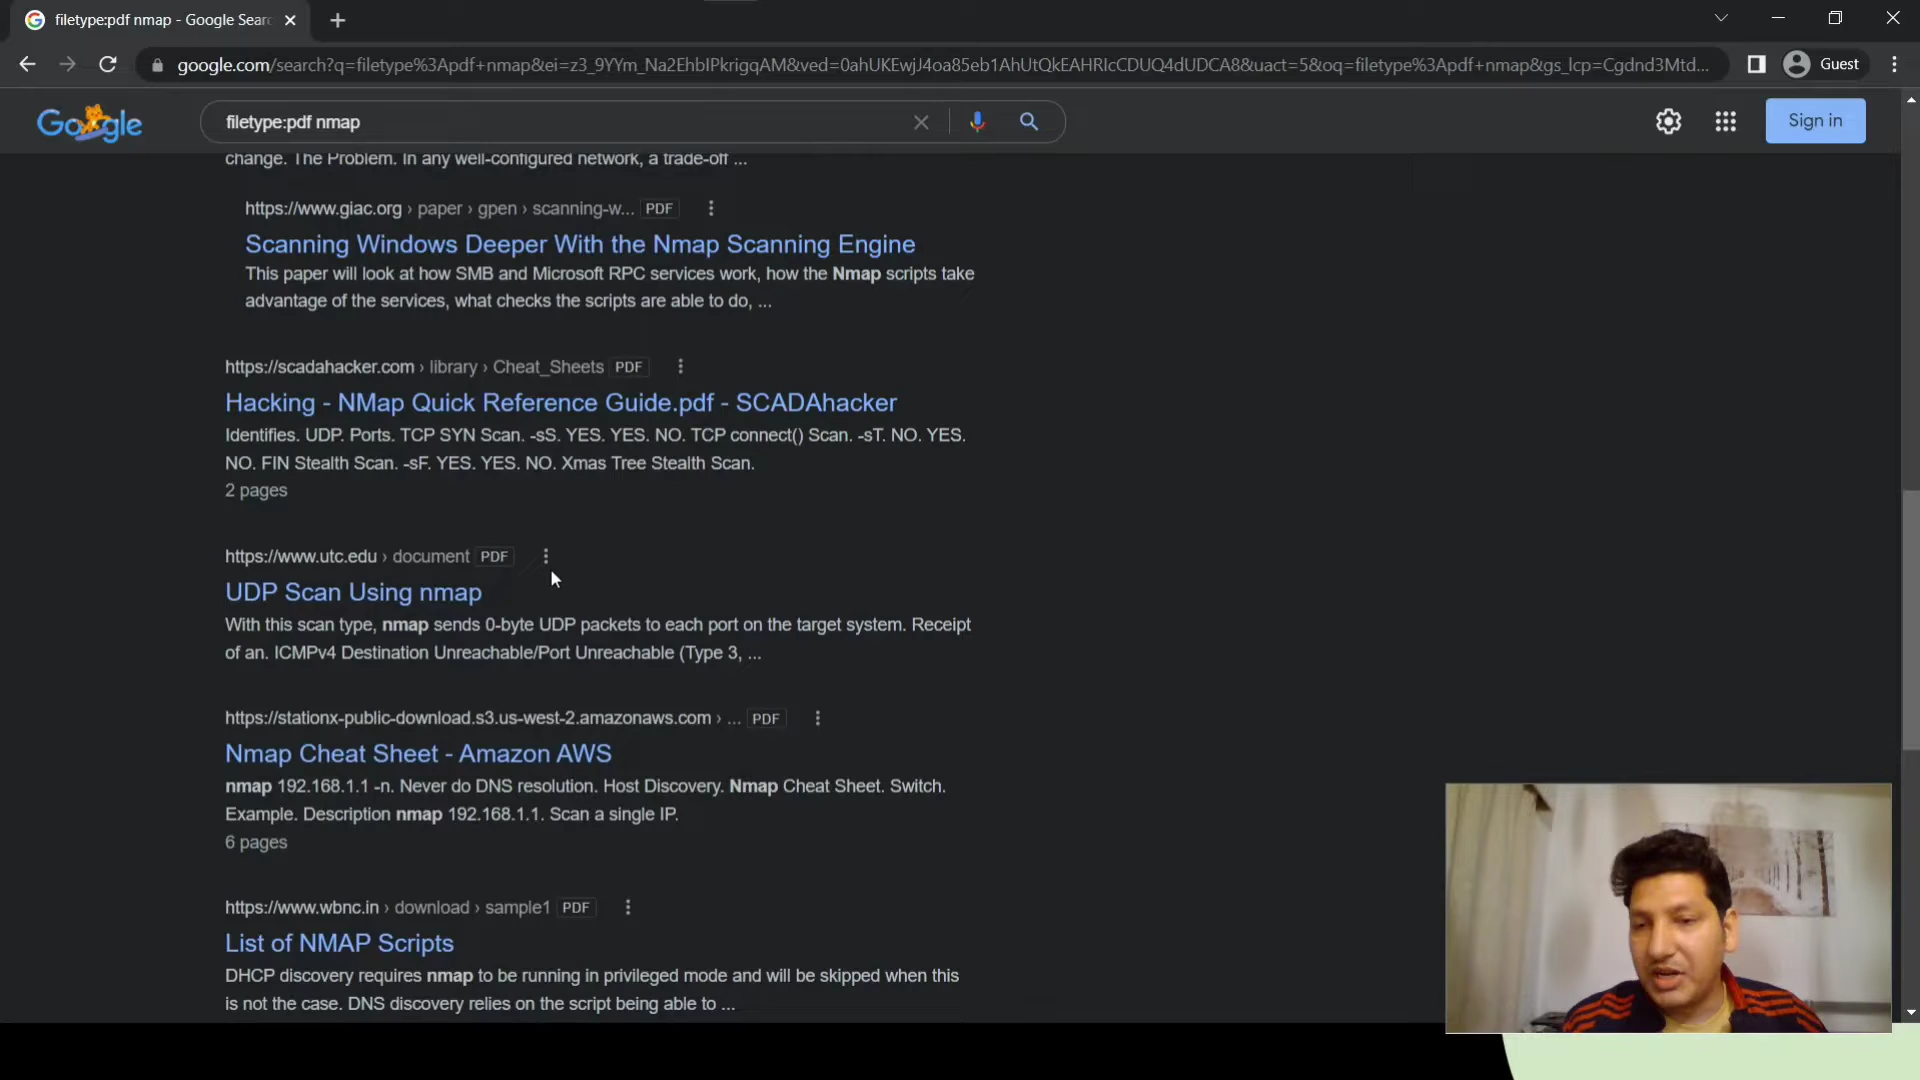 filetype:pdf nmap - Google Sear
google.com/search?q=filetype%3Apdf+nmap&ei=z3_9YYm_Na2EhbIPkrigqAM&ved=0ahUKEwjJ4oa85eb1AhUtQkEAHRIcCDUQ4dUDCA8&uact=5&oq=filetype%3Apdf+nmap&gs_lcp=Cgdnd3Mtd...
Guest
Google
filetype:pdf nmap
Sign in
change. The Problem. In any well-configured network, a trade-off ...
https://www.giac.org › paper › gpen › scanning-w... PDF
Scanning Windows Deeper With the Nmap Scanning Engine
This paper will look at how SMB and Microsoft RPC services work, how the Nmap scripts take
advantage of the services, what checks the scripts are able to do, ...
https://scadahacker.com › library › Cheat_Sheets PDF
Hacking - NMap Quick Reference Guide.pdf - SCADAhacker
Identifies. UDP. Ports. TCP SYN Scan. -sS. YES. YES. NO. TCP connect() Scan. -sT. NO. YES.
NO. FIN Stealth Scan. -sF. YES. YES. NO. Xmas Tree Stealth Scan.
2 pages
https://www.utc.edu › document PDF
UDP Scan Using nmap
With this scan type, nmap sends 0-byte UDP packets to each port on the target system. Receipt
of an. ICMPv4 Destination Unreachable/Port Unreachable (Type 3, ...
https://stationx-public-download.s3.us-west-2.amazonaws.com › ... PDF
Nmap Cheat Sheet - Amazon AWS
nmap 192.168.1.1 -n. Never do DNS resolution. Host Discovery. Nmap Cheat Sheet. Switch.
Example. Description nmap 192.168.1.1. Scan a single IP.
6 pages
https://www.wbnc.in › download › sample1 PDF
List of NMAP Scripts
DHCP discovery requires nmap to be running in privileged mode and will be skipped when this
is not the case. DNS discovery relies on the script being able to ...